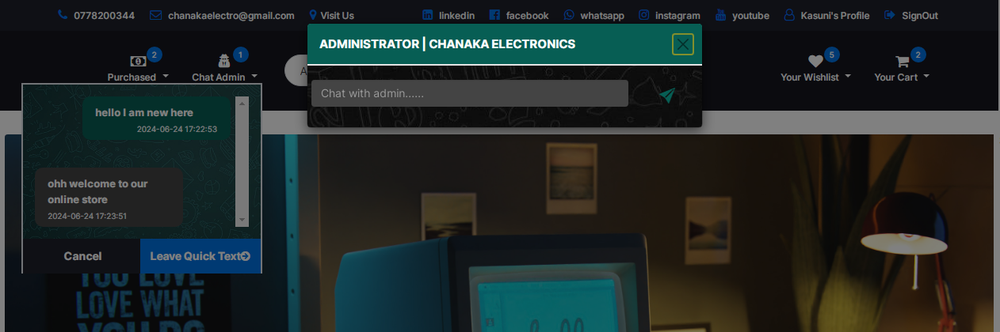 0778200344 chanakaelectro@gmail.com Visit Us linkedin facebook whatsapp instagram youtube Kasuni's Profile SignOut
ADMINISTRATOR | CHANAKA ELECTRONICS
2 1 5 2
Purchased Chat Admin A Your Wishlist Your Cart
Chat with admin......
hello I am new here
2024-06-24 17:22:53
ohh welcome to our
online store
2024-06-24 17:23:51
Cancel Leave Quick Text
YOU LOVE
LOVE WHAT
YOU DO